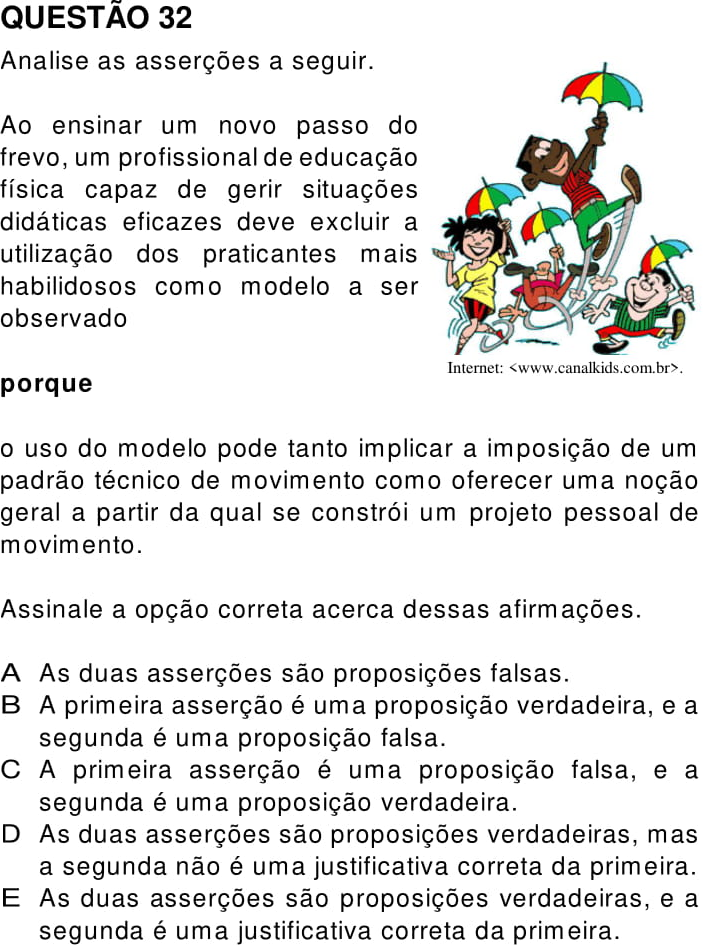 QUESTÃO 32
Analise as asserções a seguir.
Ao ensinar um novo passo do
frevo, um profissional de educação
física capaz de gerir situações
didáticas eficazes deve excluir a
utilização dos praticantes mais
habilidosos como modelo a ser
observado
Internet: <www.canalkids.com.br>.
porque
o uso do modelo pode tanto implicar a imposição de um
padrão técnico de movimento como oferecer uma noção
geral a partir da qual se constrói um projeto pessoal de
movimento.
Assinale a opção correta acerca dessas afirmações.
A As duas asserções são proposições falsas.
B A primeira asserção é uma proposição verdadeira, e a
segunda é uma proposição falsa.
C A primeira asserção é uma proposição falsa, e a
segunda é uma proposição verdadeira.
D As duas asserções são proposições verdadeiras, mas
a segunda não é uma justificativa correta da primeira.
E As duas asserções são proposições verdadeiras, e a
segunda é uma justificativa correta da primeira.